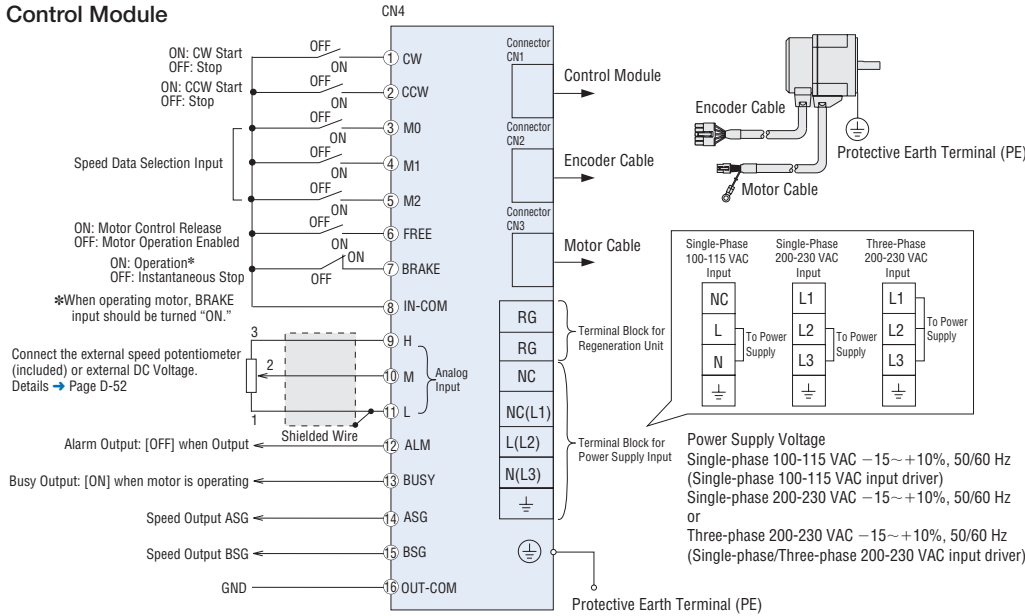 Control Module
CN4
ON: CW Start
OFF: Stop
OFF
ON
1 CW
ON: CCW Start
OFF: Stop
OFF
ON
2 CCW
Speed Data Selection Input
OFF
ON
3 M0
OFF
ON
4 M1
OFF
ON
5 M2
ON: Motor Control Release
OFF: Motor Operation Enabled
OFF
ON
6 FREE
ON: Operation*
OFF: Instantaneous Stop
ON
OFF
7 BRAKE
*When operating motor, BRAKE
input should be turned “ON.”
8 IN-COM
Connect the external speed potentiometer
(included) or external DC Voltage.
Details ➜ Page D-52
3
2
1
Shielded Wire
9 H
10 M
11 L
Analog
Input
Alarm Output: [OFF] when Output
12 ALM
Busy Output: [ON] when motor is operating
13 BUSY
Speed Output ASG
14 ASG
Speed Output BSG
15 BSG
GND
16 OUT-COM
Connector
CN1
Control Module
Connector
CN2
Encoder Cable
Connector
CN3
Motor Cable
RG
RG
Terminal Block for
Regeneration Unit
NC
NC(L1)
L(L2)
N(L3)
Terminal Block for
Power Supply Input
Protective Earth Terminal (PE)
Encoder Cable
Motor Cable
Protective Earth Terminal (PE)
Single-Phase
100-115 VAC
Input
NC
L
N
To Power
Supply
Single-Phase
200-230 VAC
Input
L1
L2
L3
To Power
Supply
Three-Phase
200-230 VAC
Input
L1
L2
L3
To Power
Supply
Power Supply Voltage
Single-phase 100-115 VAC −15~+10%, 50/60 Hz
(Single-phase 100-115 VAC input driver)
Single-phase 200-230 VAC −15~+10%, 50/60 Hz
or
Three-phase 200-230 VAC −15~+10%, 50/60 Hz
(Single-phase/Three-phase 200-230 VAC input driver)